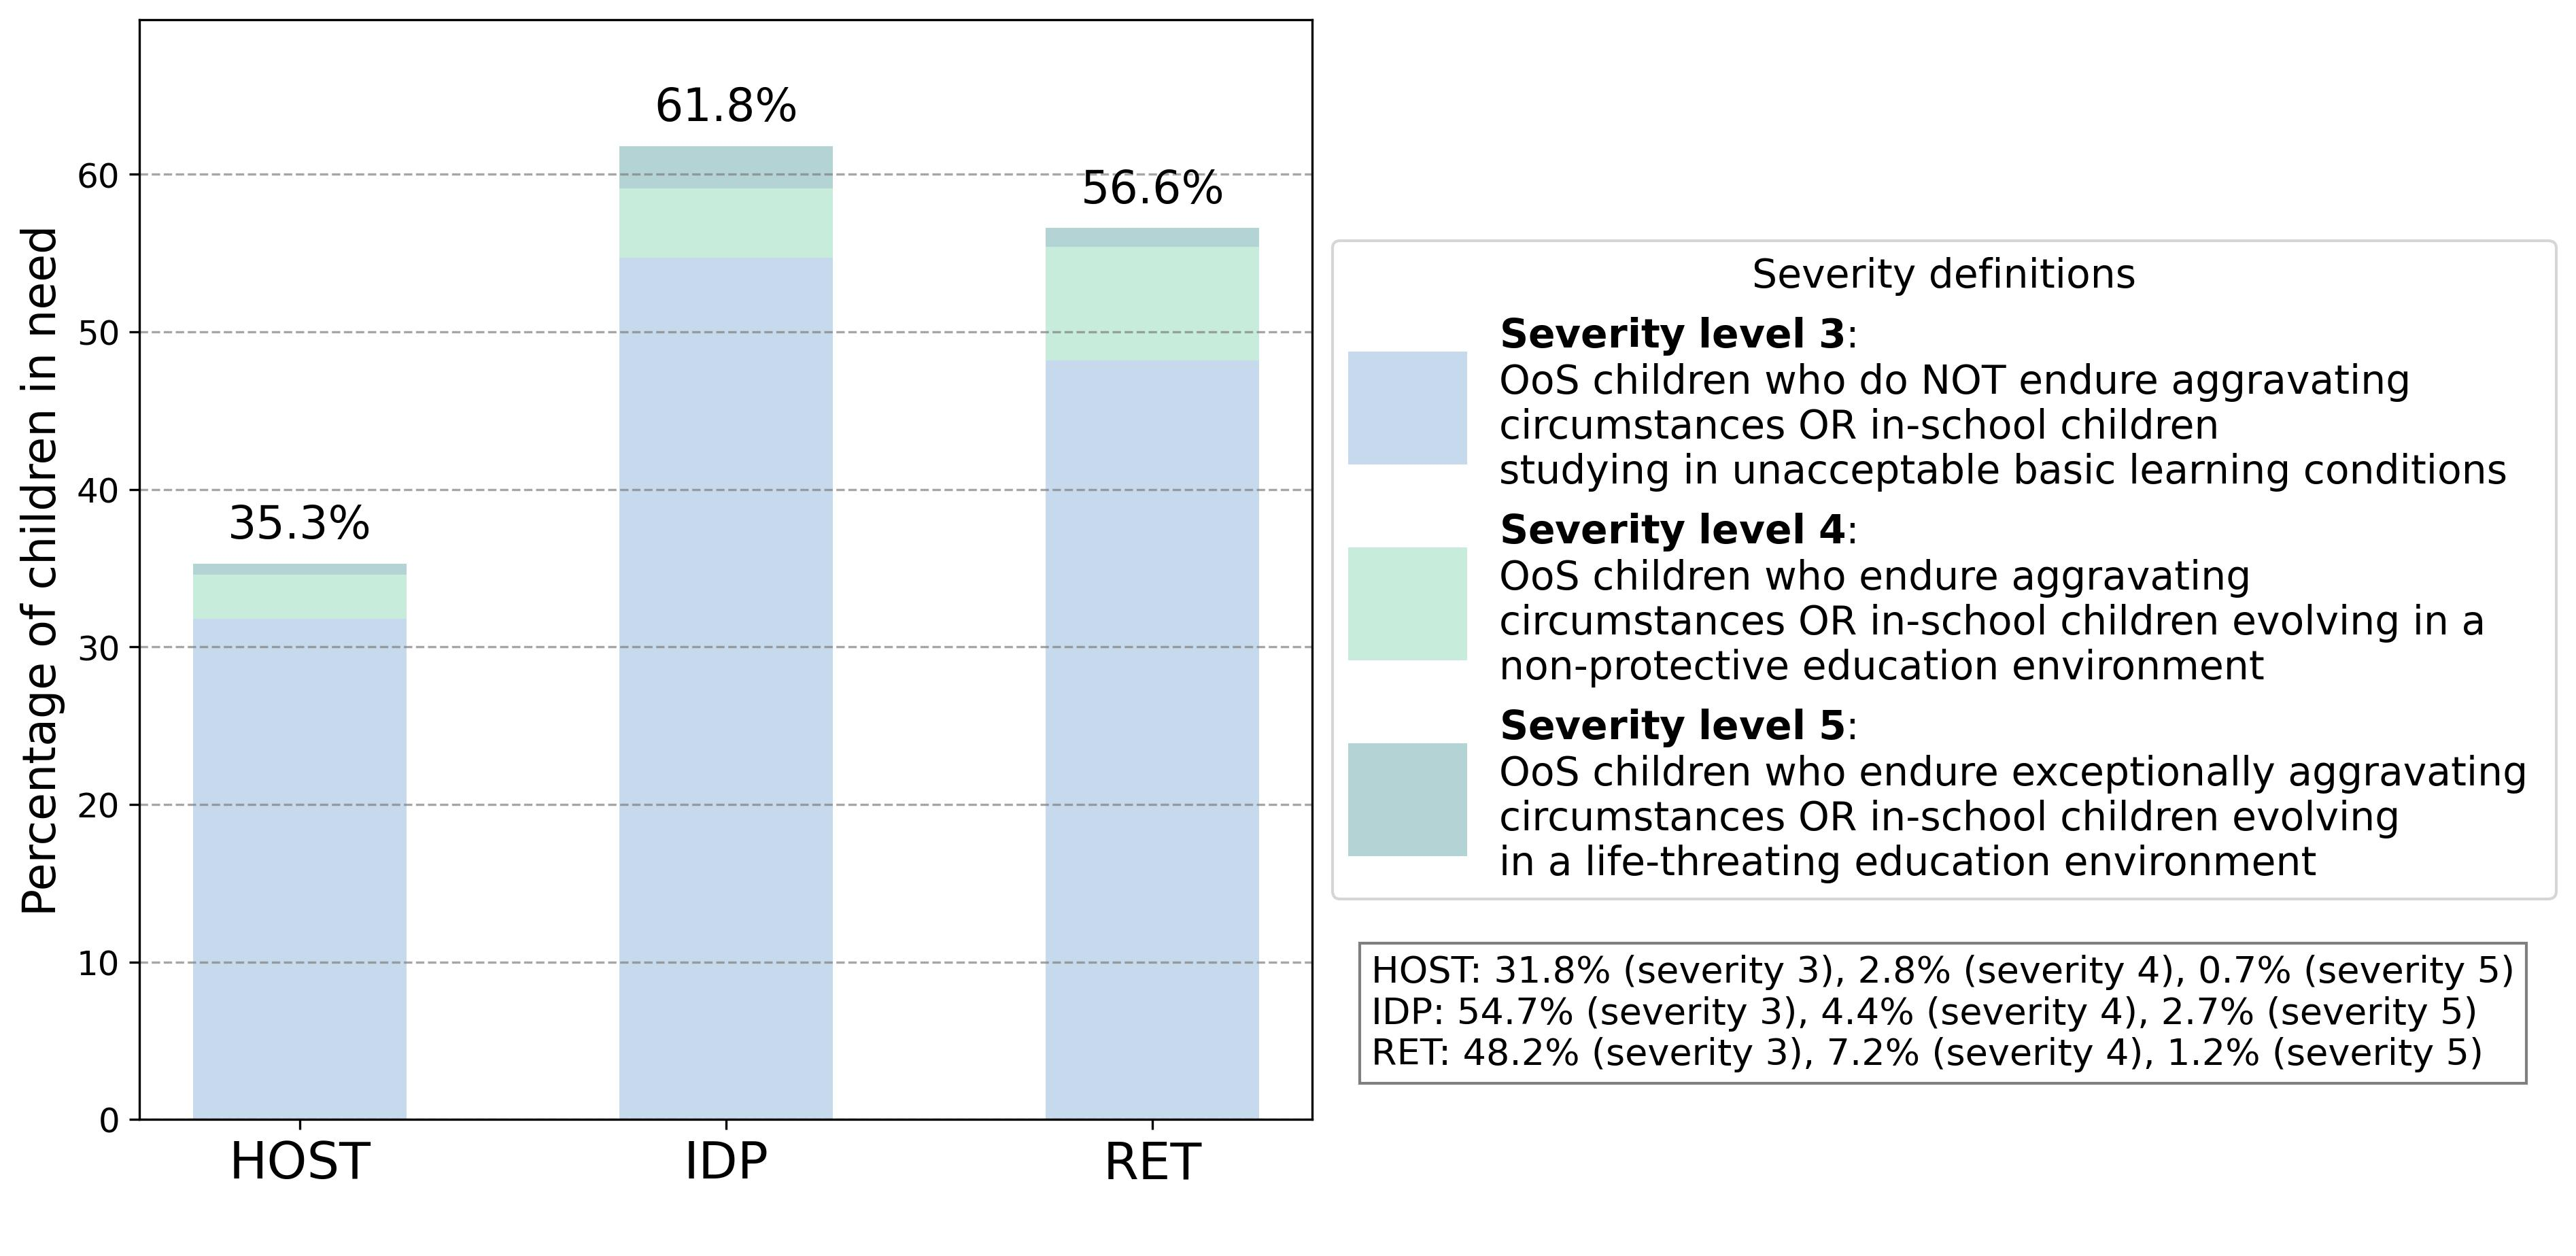 61.8%
56.6%
35.3%
Percentage of children in need
60
50
40
30
20
10
0
HOST
IDP
RET
Severity definitions
Severity level 3:
OoS children who do NOT endure aggravating
circumstances OR in-school children
studying in unacceptable basic learning conditions
Severity level 4:
OoS children who endure aggravating
circumstances OR in-school children evolving in a
non-protective education environment
Severity level 5:
OoS children who endure exceptionally aggravating
circumstances OR in-school children evolving
in a life-threating education environment
HOST: 31.8% (severity 3), 2.8% (severity 4), 0.7% (severity 5)
IDP: 54.7% (severity 3), 4.4% (severity 4), 2.7% (severity 5)
RET: 48.2% (severity 3), 7.2% (severity 4), 1.2% (severity 5)